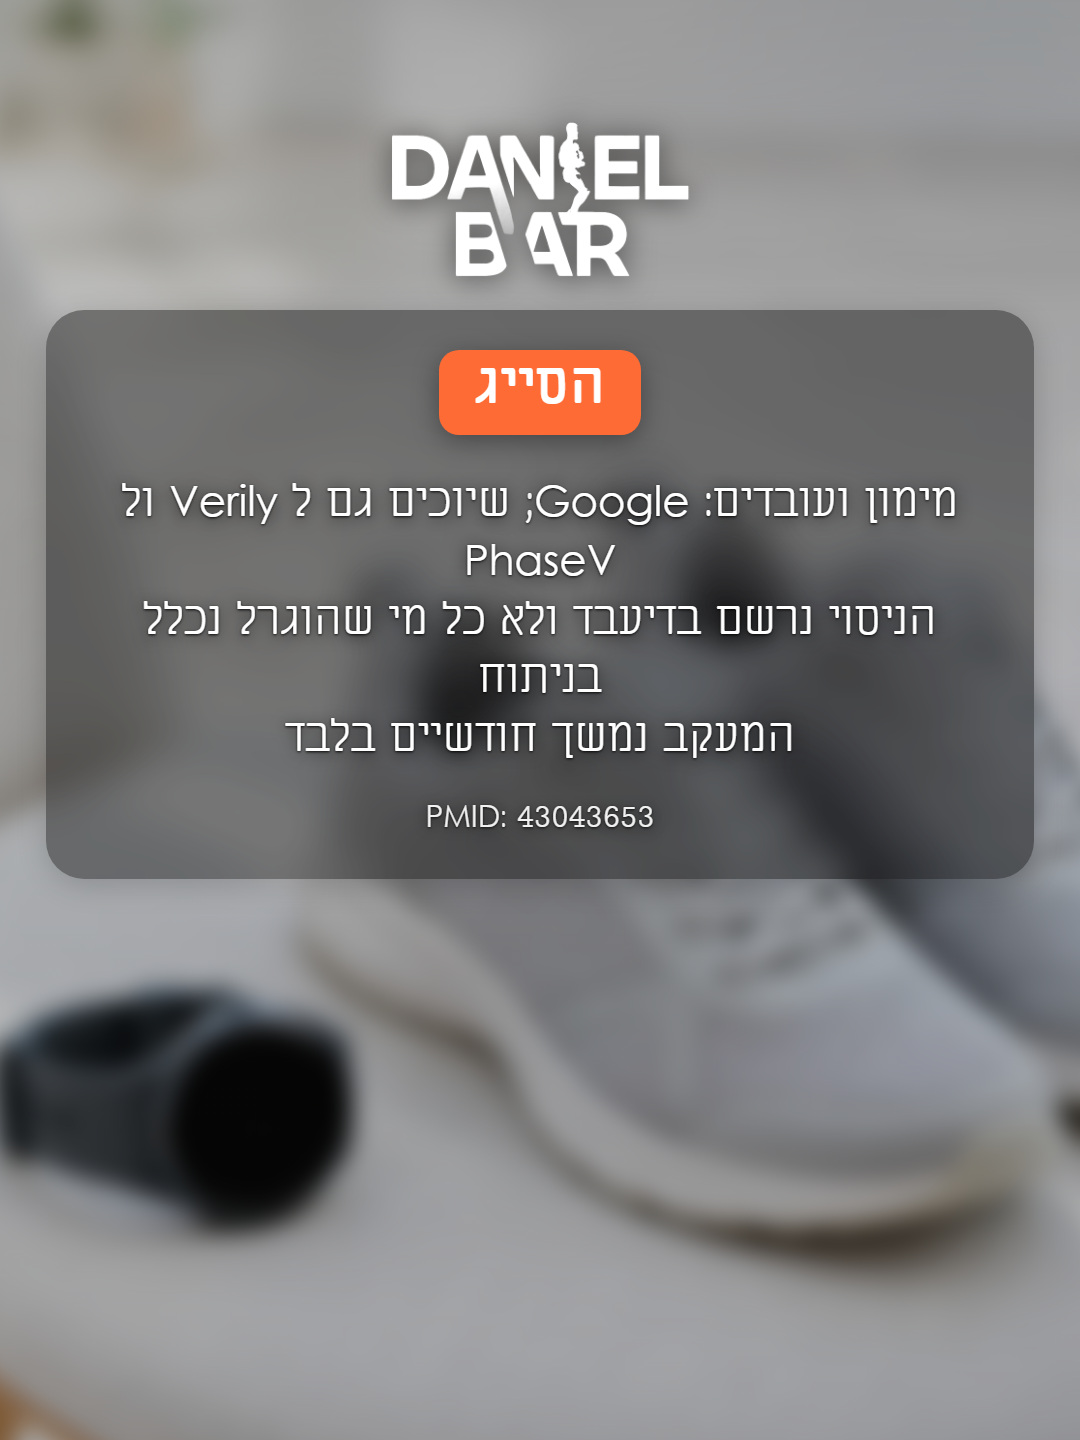 DANIEL
BAR
הסייג
מימון ועובדים: Google; שיוכים גם ל Verily ול
PhaseV
הניסוי נרשם בדיעבד ולא כל מי שהוגרל נכלל
בניתוח
המעקב נמשך חודשיים בלבד
PMID: 43043653